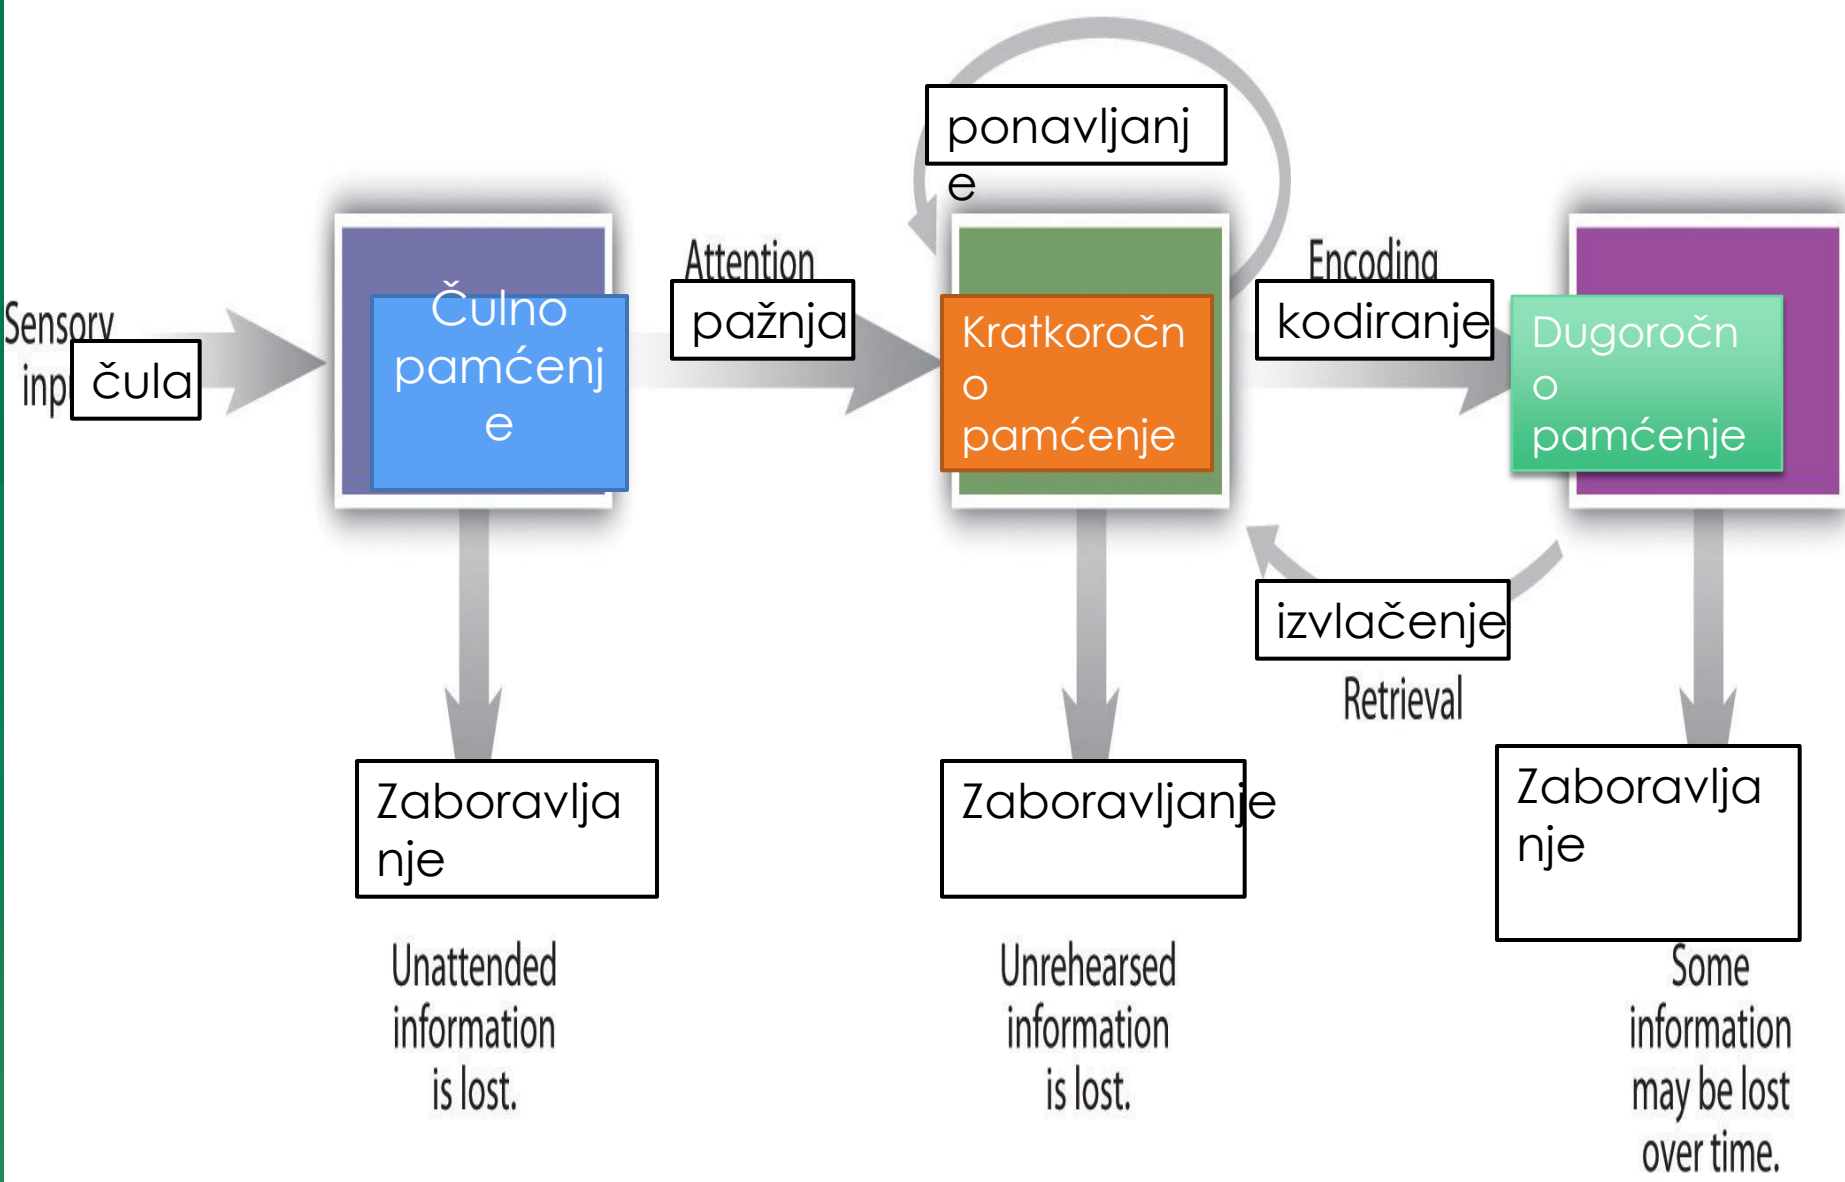 ponavljanj
e
Attention
pažnja
Encoding
kodiranje
Sensory
čula
Čulno
pamćenj
e
Kratkoročn
o
pamćenje
Dugoročn
o
pamćenje
izvlačenje
Retrieval
Zaboravlja
nje
Zaboravljanje
Zaboravlja
nje
Unattended
information
is lost.
Unrehearsed
information
is lost.
Some
information
may be lost
over time.